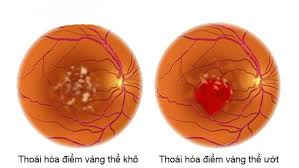 Thoái hóa điểm vàng thể khô
Thoái hóa điểm vàng thể ướt